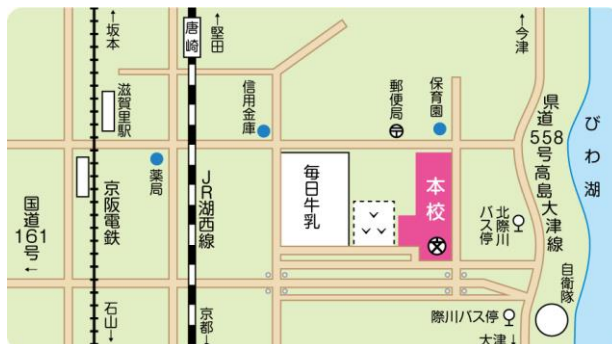 ↑坂本
唐崎
↑堅田
↑今津
滋賀里駅
信用金庫
郵便局
保育園
県道558号高島大津線
びわ湖
薬局
毎日牛乳
本校
北際川
バス停
国道161号←
京阪電鉄
JR湖西線
自衛隊
石山↓
京都↓
際川バス停
大津↓